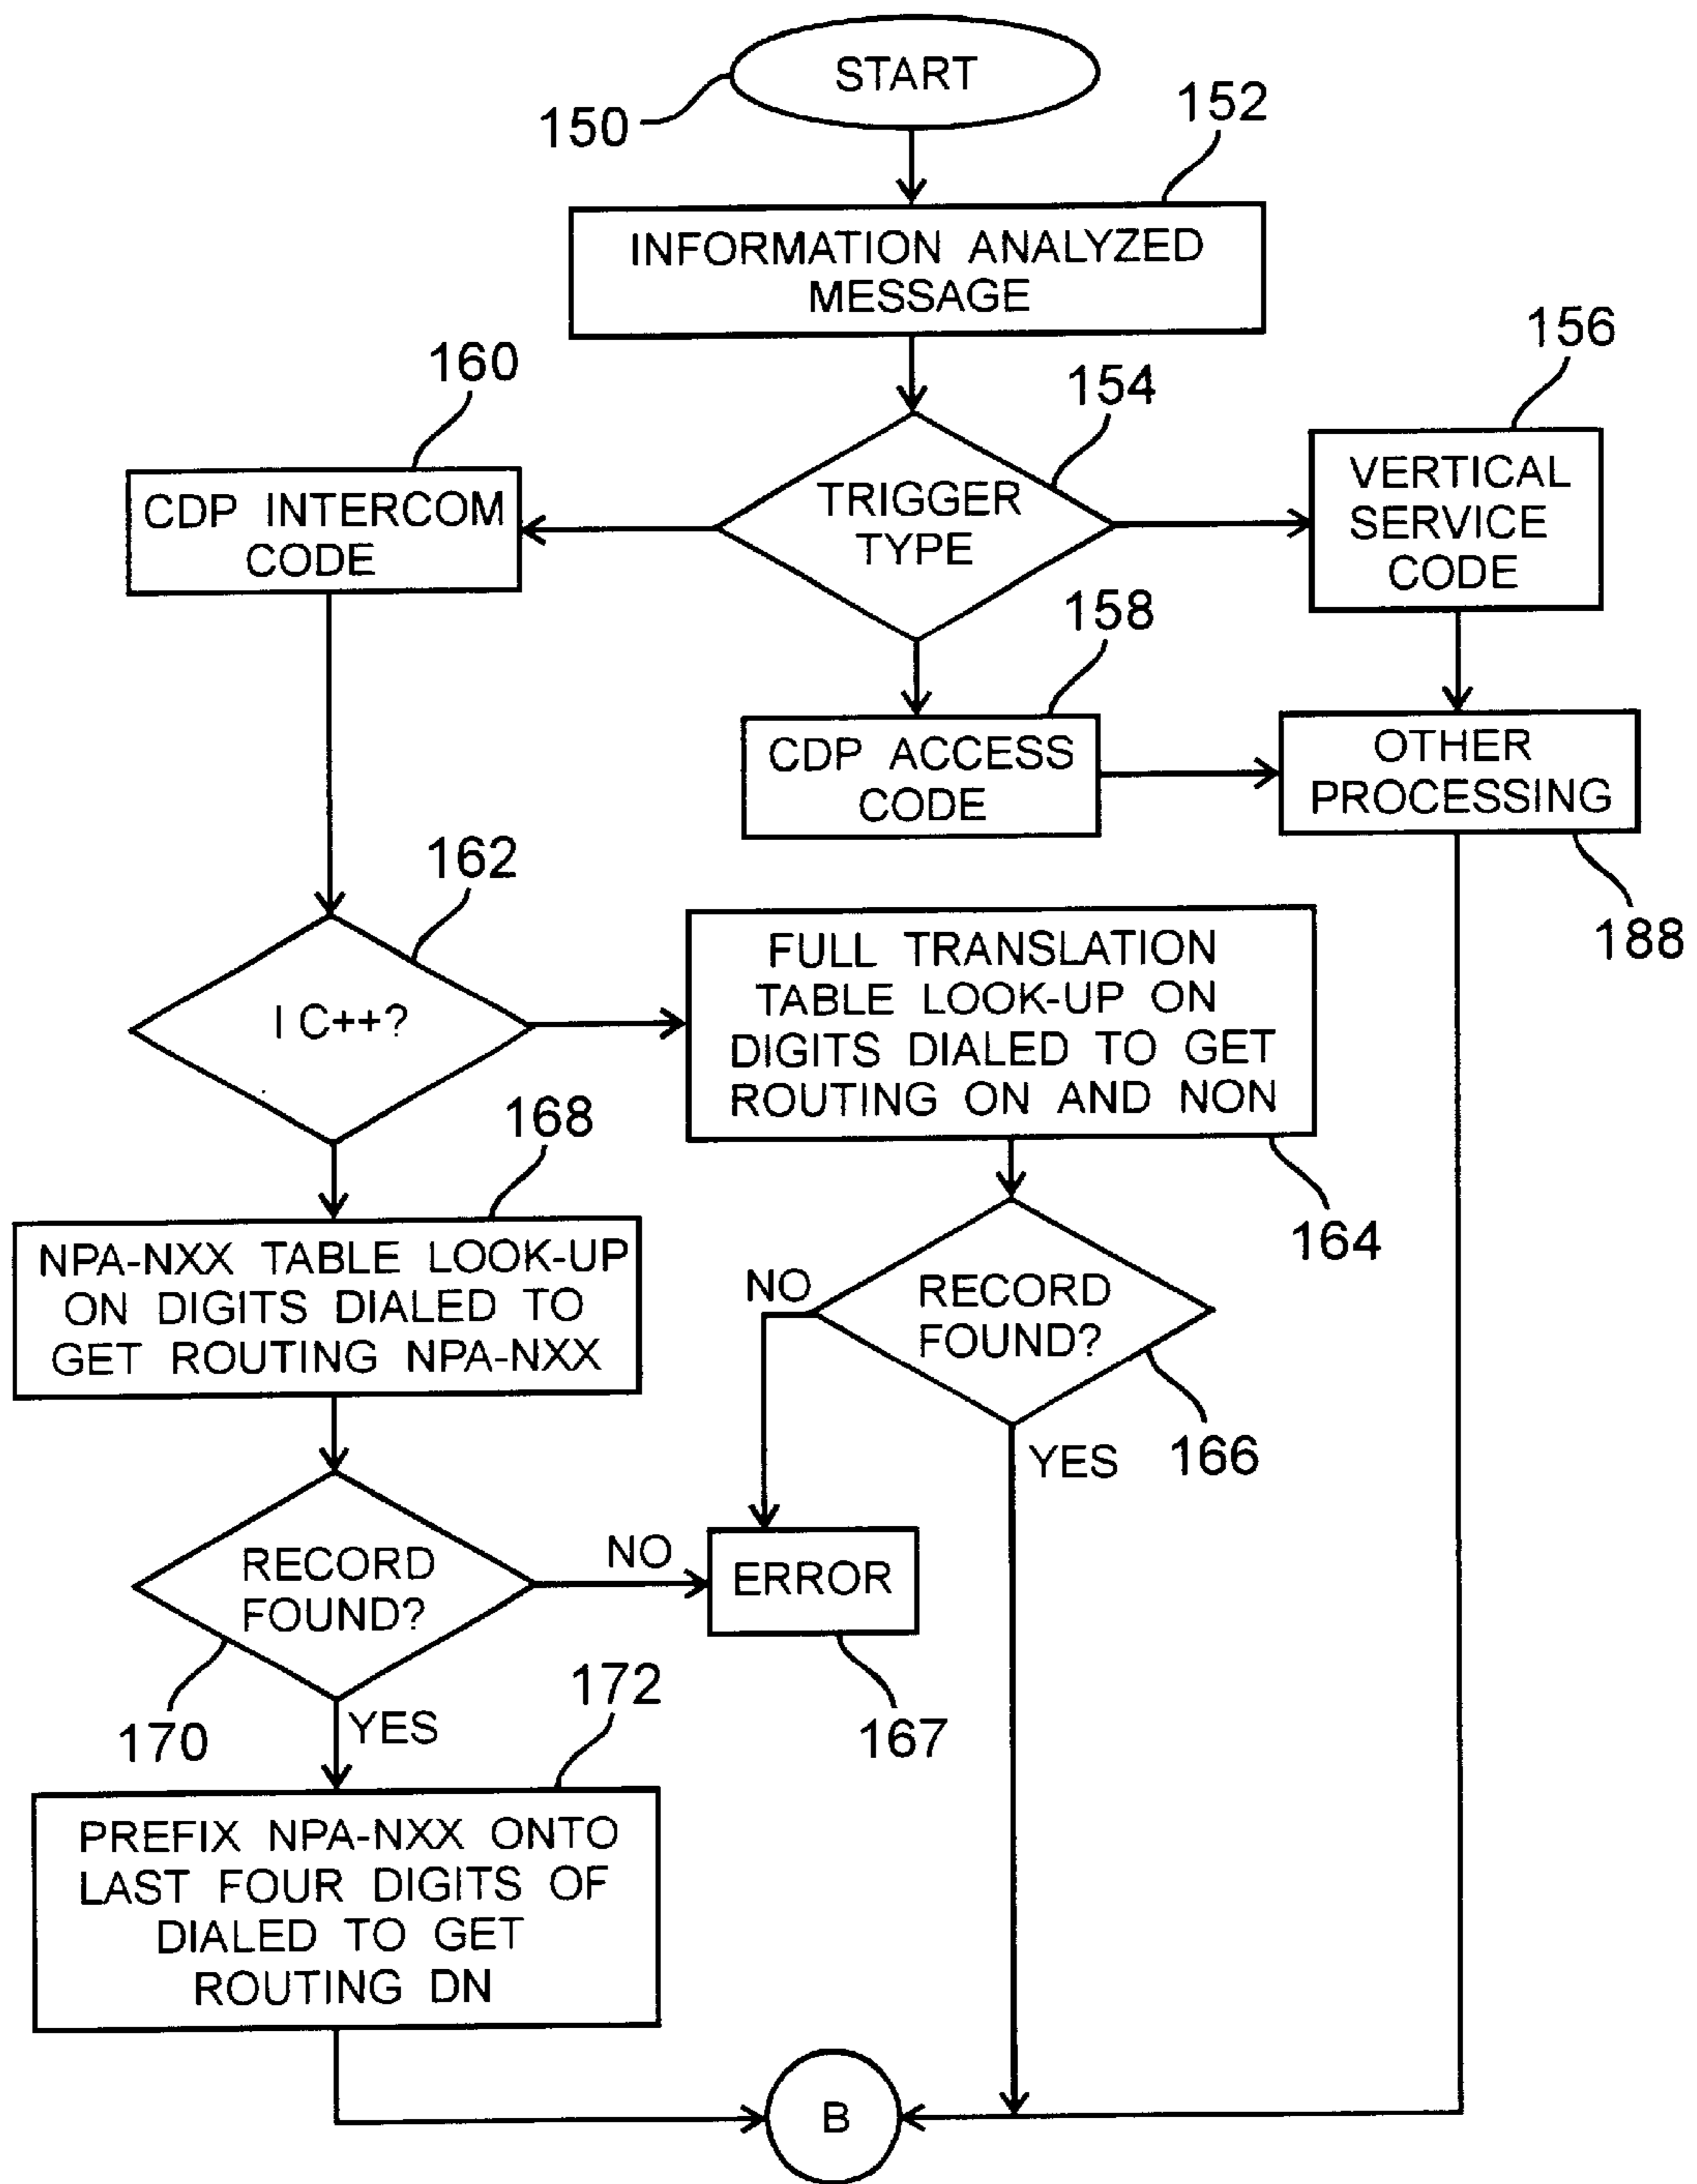 START
150
152
INFORMATION ANALYZED
MESSAGE
160
154
156
CDP INTERCOM
CODE
TRIGGER
TYPE
VERTICAL
SERVICE
CODE
158
CDP ACCESS
CODE
OTHER
PROCESSING
188
162
I C++?
FULL TRANSLATION
TABLE LOOK-UP ON
DIGITS DIALED TO GET
ROUTING ON AND NON
164
168
NPA-NXX TABLE LOOK-UP
ON DIGITS DIALED TO
GET ROUTING NPA-NXX
NO
RECORD
FOUND?
166
YES
RECORD
FOUND?
NO
ERROR
167
170
YES
172
PREFIX NPA-NXX ONTO
LAST FOUR DIGITS OF
DIALED TO GET
ROUTING DN
B